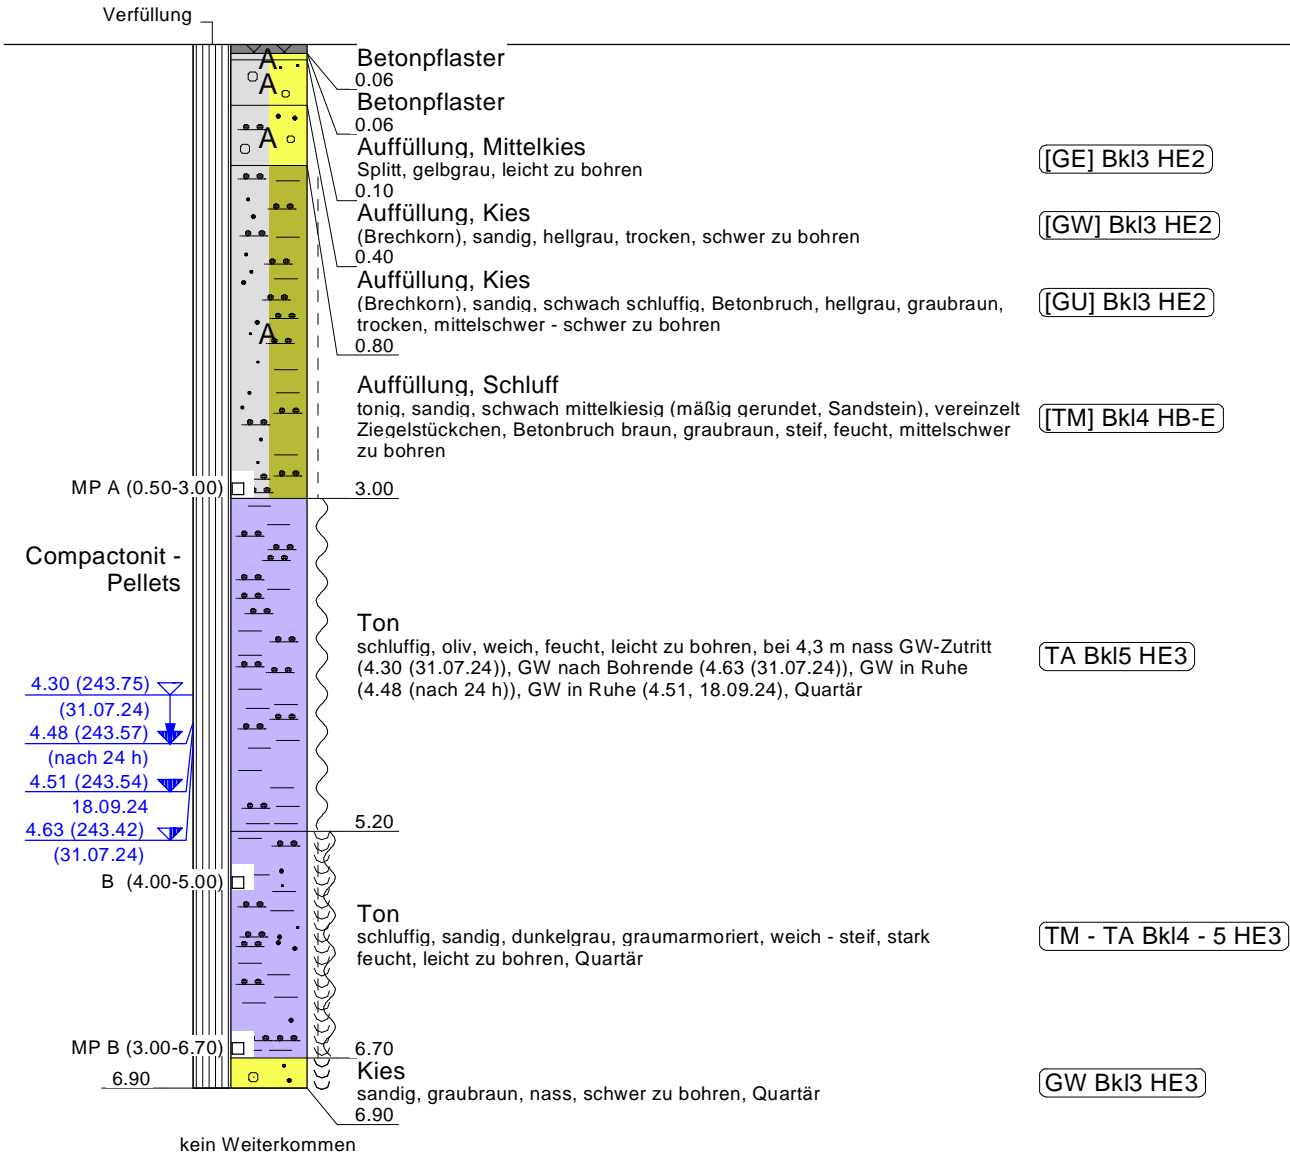 Verfüllung
Betonpflaster
0.06
Betonpflaster
0.06
Auffüllung, Mittelkies
Splitt, gelbgrau, leicht zu bohren
0.10
[GE] Bkl3 HE2
Auffüllung, Kies
(Brechkorn), sandig, hellgrau, trocken, schwer zu bohren
0.40
[GW] Bkl3 HE2
Auffüllung, Kies
(Brechkorn), sandig, schwach schluffig, Betonbruch, hellgrau, graubraun,
trocken, mittelschwer - schwer zu bohren
0.80
[GU] Bkl3 HE2
Auffüllung, Schluff
tonig, sandig, schwach mittelkiesig (mäßig gerundet, Sandstein), vereinzelt
Ziegelstückchen, Betonbruch braun, graubraun, steif, feucht, mittelschwer
zu bohren
[TM] Bkl4 HB-E
A
A
A
A
MP A (0.50-3.00)
3.00
Compactonit -
Pellets
Ton
schluffig, oliv, weich, feucht, leicht zu bohren, bei 4,3 m nass GW-Zutritt
(4.30 (31.07.24)), GW nach Bohrende (4.63 (31.07.24)), GW in Ruhe
(4.48 (nach 24 h)), GW in Ruhe (4.51, 18.09.24), Quartär
TA Bkl5 HE3
4.30 (243.75)
(31.07.24)
4.48 (243.57)
(nach 24 h)
4.51 (243.54)
18.09.24
4.63 (243.42)
(31.07.24)
5.20
B (4.00-5.00)
Ton
schluffig, sandig, dunkelgrau, graumarmoriert, weich - steif, stark
feucht, leicht zu bohren, Quartär
TM - TA Bkl4 - 5 HE3
MP B (3.00-6.70)
6.70
Kies
sandig, graubraun, nass, schwer zu bohren, Quartär
6.90
GW Bkl3 HE3
6.90
kein Weiterkommen